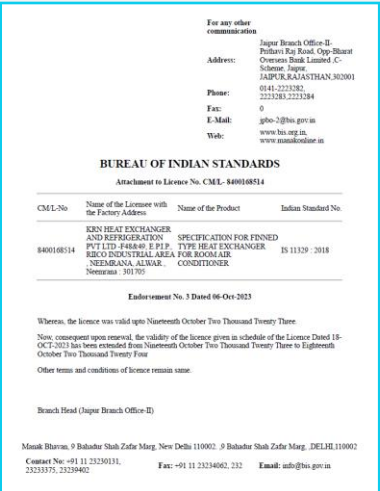 For any other
communication
Address:
Jaipur Branch Office-II-
Prithavi Raj Road, Opp-Bharat
Overseas Bank Limited ,C-
Scheme, Jaipur,
JAIPUR,RAJASTHAN,302001
Phone:
0141-2223282,
2223283,2223284
Fax:
0
E-Mail:
jpbo-2@bis.gov.in
Web:
www.bis.org.in,
www.manakonline.in
BUREAU OF INDIAN STANDARDS
Attachment to Licence No. CM/L- 8400168514
CM/L-No
Name of the Licensee with
the Factory Address
Name of the Product
Indian Standard No.
8400168514
KRN HEAT EXCHANGER
AND REFRIGERATION
PVT LTD -F48&49, E.P.I.P.,
RIICO INDUSTRIAL AREA
, NEEMRANA, ALWAR ,
Neemrana : 301705
SPECIFICATION FOR FINNED
TYPE HEAT EXCHANGER
FOR ROOM AIR
CONDITIONER
IS 11329 : 2018
Endorsement No. 3 Dated 06-Oct-2023
Whereas, the licence was valid upto Nineteenth October Two Thousand Twenty Three.
Now, consequent upon renewal, the validity of the licence given in schedule of the Licence Dated 18-
OCT-2023 has been extended from Nineteenth October Two Thousand Twenty Three to Eighteenth
October Two Thousand Twenty Four
Other terms and conditions of licence remain same.
Branch Head (Jaipur Branch Office-II)
Manak Bhavan, 9 Bahadur Shah Zafar Marg, New Delhi 110002. ,9 Bahadur Shah Zafar Marg, ,DELHI,110002
Contact No: +91 11 23230131,
23233375, 23239402
Fax: +91 11 23234062, 232
Email: info@bis.gov.in